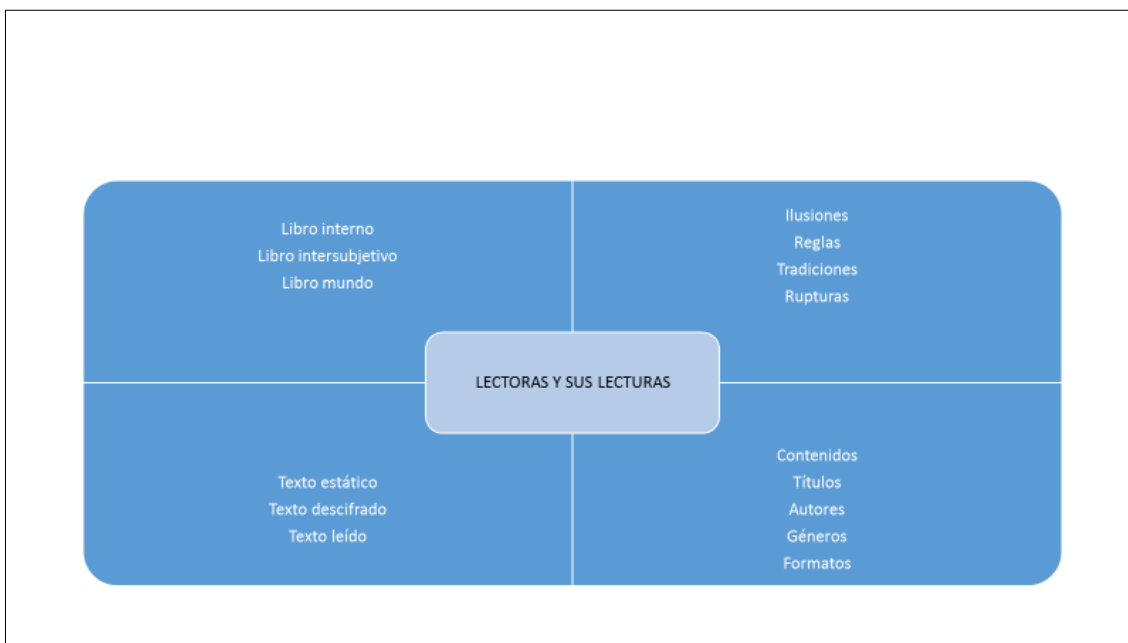 Libro interno
Libro intersubjetivo
Libro mundo
Ilusiones
Reglas
Tradiciones
Rupturas
LECTORAS Y SUS LECTURAS
Texto estático
Texto descifrado
Texto leído
Contenidos
Títulos
Autores
Géneros
Formatos